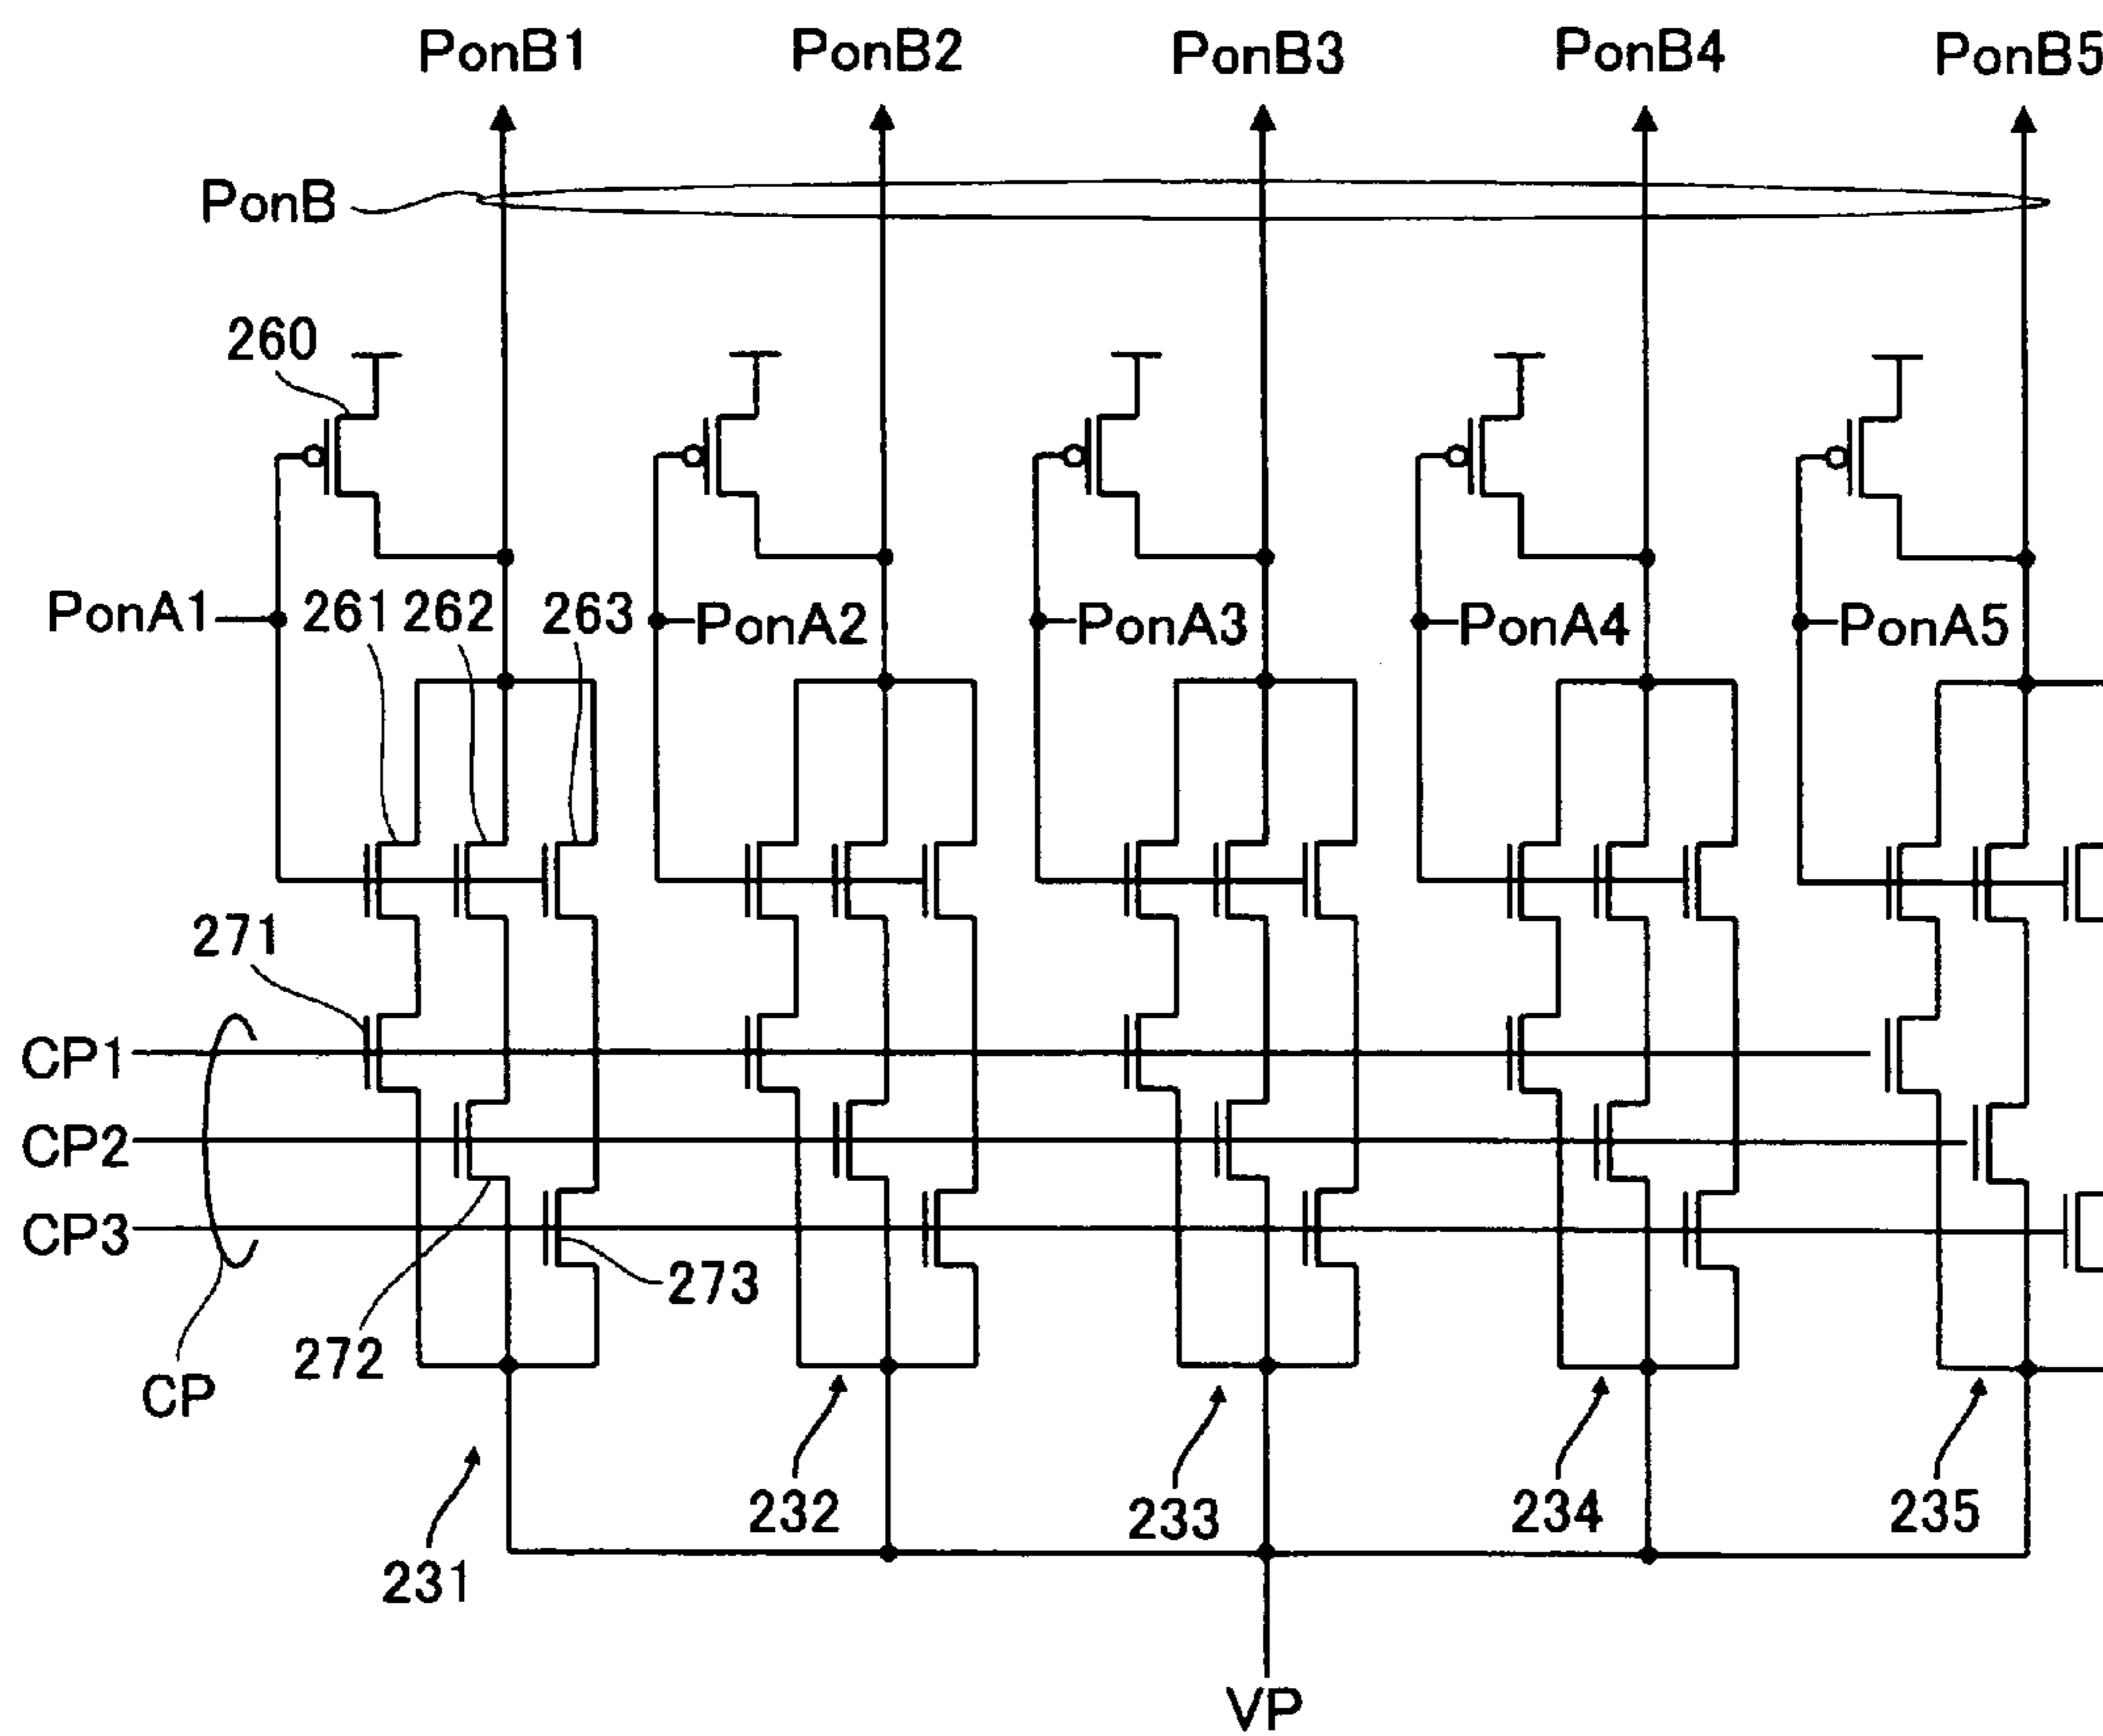 PonB1 PonB2 PonB3 PonB4 PonB5
PonB
260
PonA1 261 262 263 PonA2 PonA3 PonA4 PonA5
271
CP1
CP2
CP3
273
272
CP
232 233 234 235
231
VP